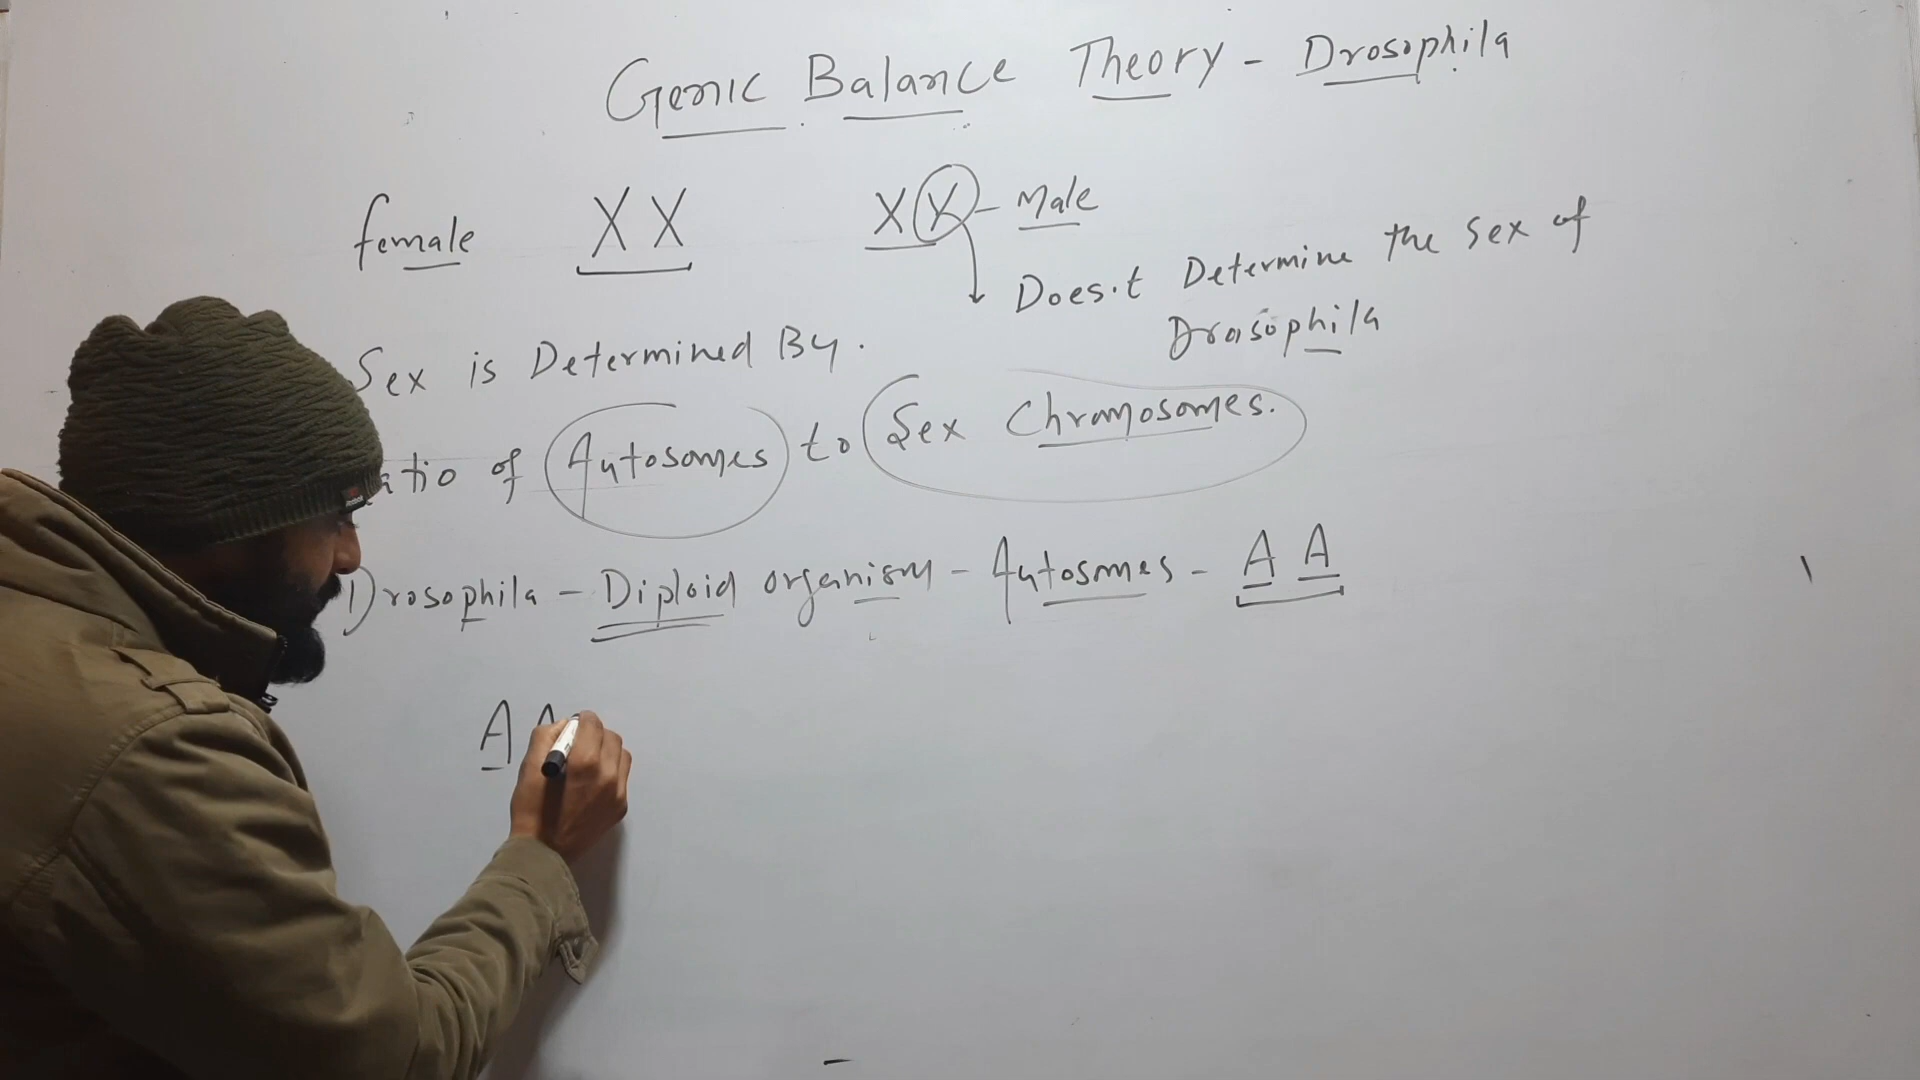 Genic Balance Theory - Drosophila
female XX XY - Male
Does.t Determine the sex of
Drosophila
Sex is Determined By.
atio of Autosomes to Sex Chromosomes.
Drosophila - Diploid organism - Autosomes - A A
A A